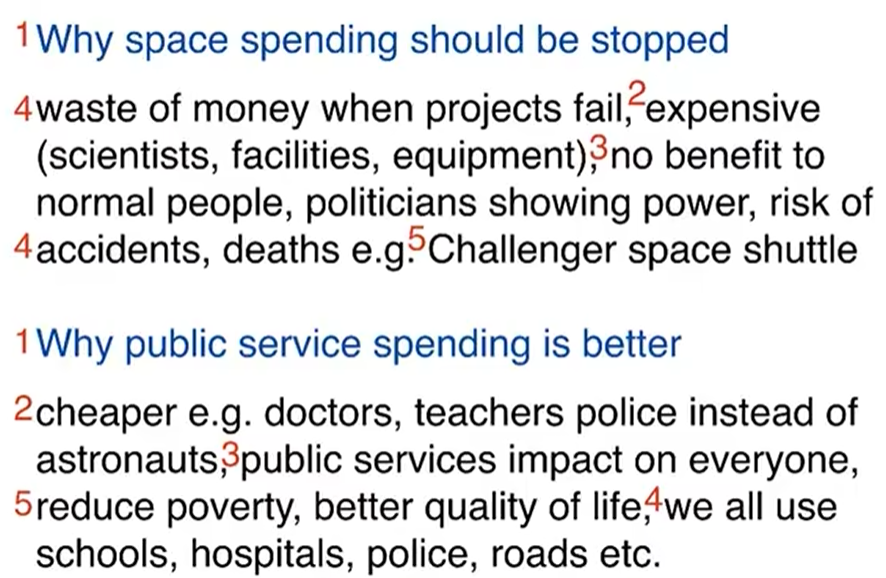 1 Why space spending should be stopped
4 waste of money when projects fail, 2 expensive
(scientists, facilities, equipment), 3 no benefit to
normal people, politicians showing power, risk of
4 accidents, deaths e.g. 5 Challenger space shuttle
1 Why public service spending is better
2 cheaper e.g. doctors, teachers police instead of
astronauts, 3 public services impact on everyone,
5 reduce poverty, better quality of life, 4 we all use
schools, hospitals, police, roads etc.